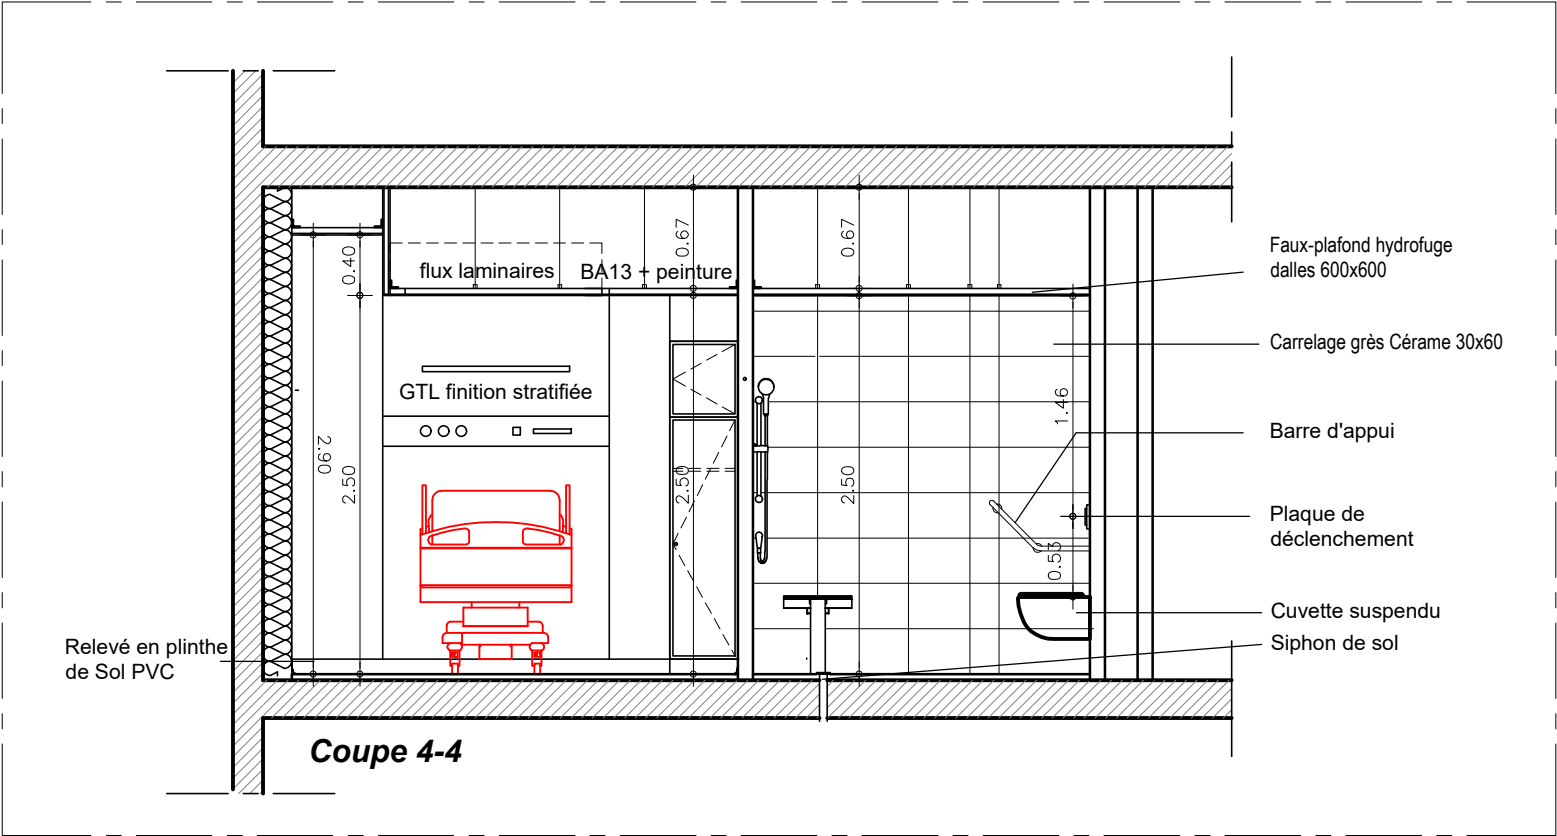 0.67
0.67
0.40
flux laminaires
BA13 + peinture
Faux-plafond hydrofuge
dalles 600x600
Carrelage grès Cérame 30x60
GTL finition stratifiée
1.46
Barre d'appui
2.90
2.50
2.50
2.50
Plaque de
déclenchement
0.53
Cuvette suspendu
Siphon de sol
Relevé en plinthe
de Sol PVC
Coupe 4-4